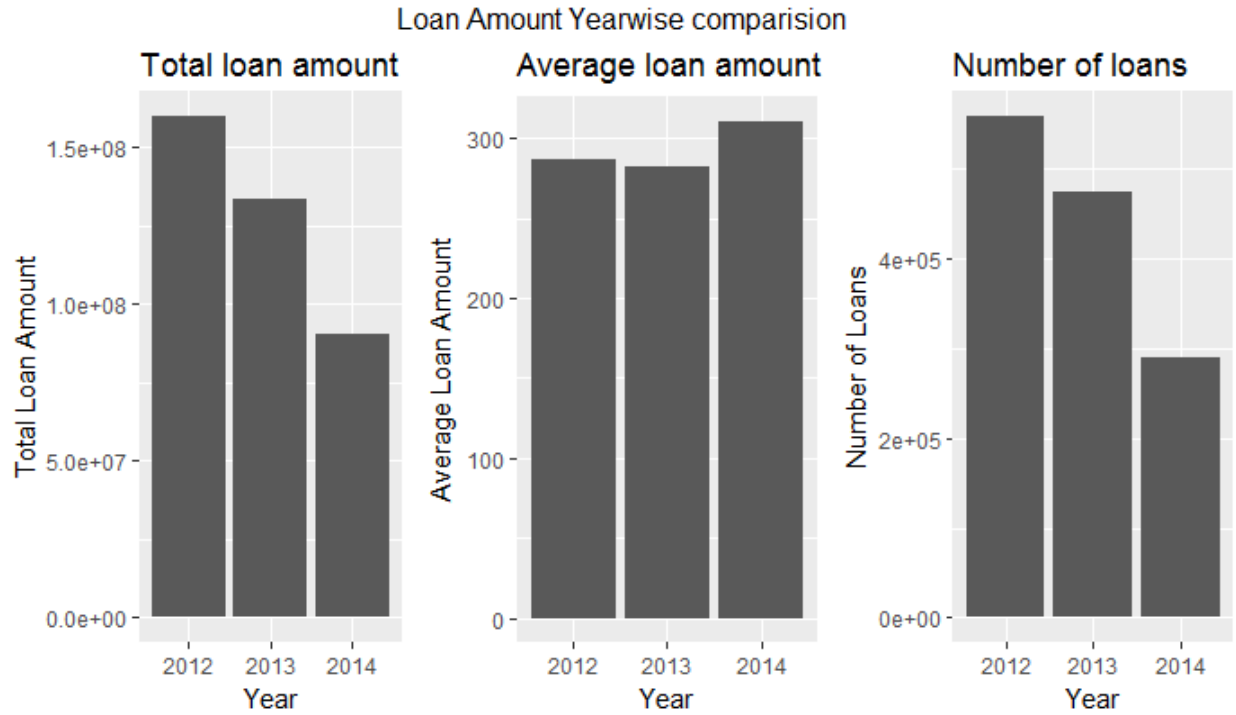 Loan Amount Yearwise comparision
Total loan amount
Total Loan Amount
1.5e+08
1.0e+08
5.0e+07
0.0e+00
2012 2013 2014
Year
Average loan amount
Average Loan Amount
300
200
100
0
2012 2013 2014
Year
Number of loans
Number of Loans
4e+05
2e+05
0e+00
2012 2013 2014
Year